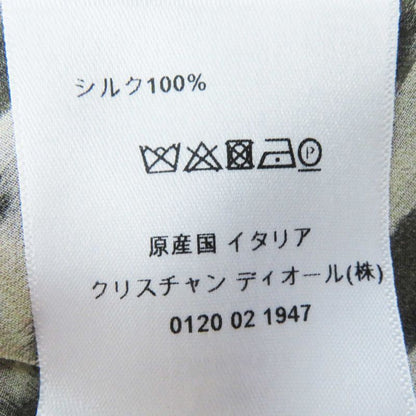 シルク100%
P
原産国 イタリア
クリスチャン ディオール(株)
0120 02 1947